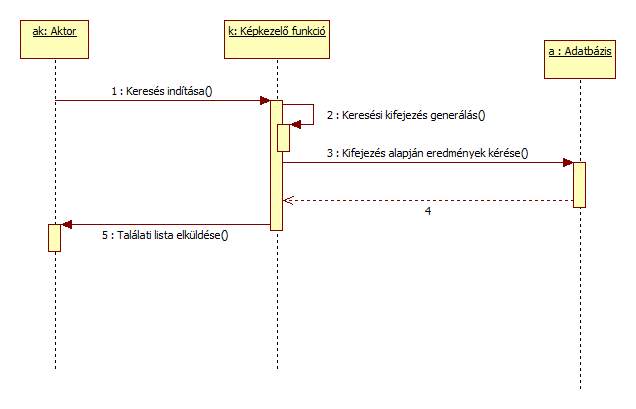 ak: Aktor
k: Képkezelő funkció
a : Adatbázis
1 : Keresés indítása()
2 : Keresési kifejezés generálás()
3 : Kifejezés alapján eredmények kérése()
4
5 : Találati lista elküldése()